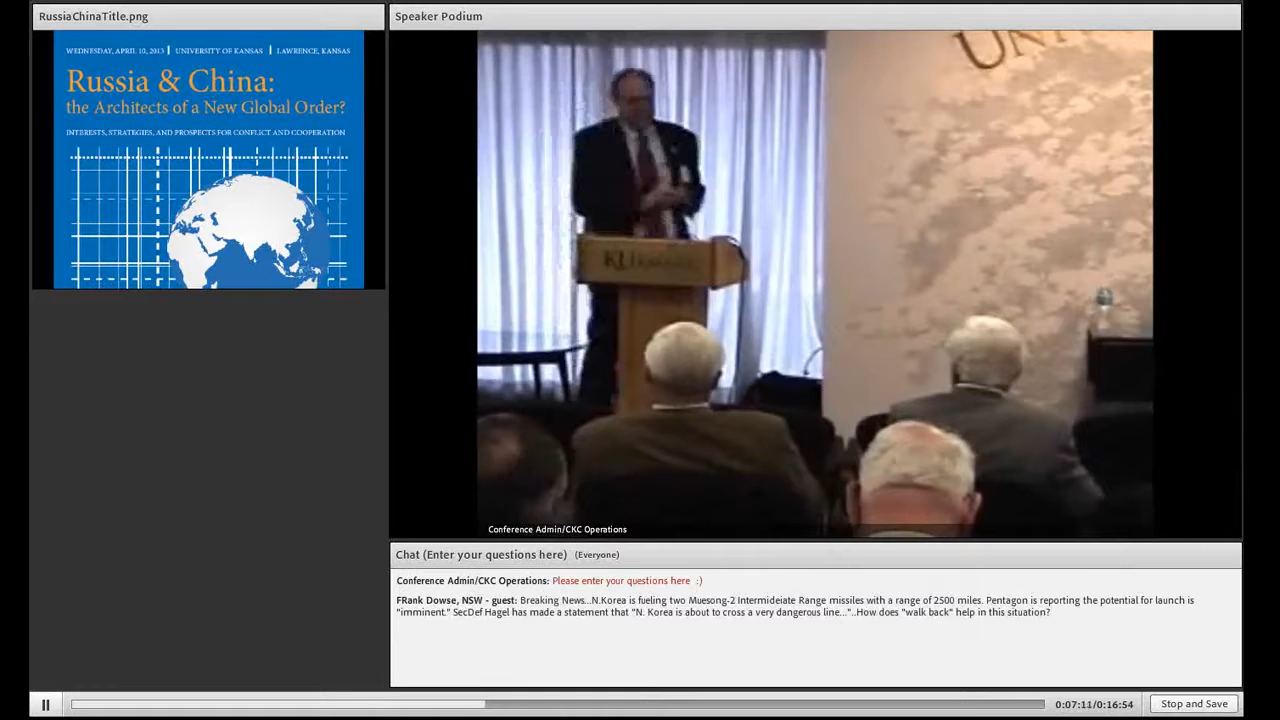 RussiaChinaTitle.png
WEDNESDAY, APRIL 10, 2013 | UNIVERSITY OF KANSAS | LAWRENCE, KANSAS
Russia & China:
the Architects of a New Global Order?
INTERESTS, STRATEGIES, AND PROSPECTS FOR CONFLICT AND COOPERATION
Speaker Podium
KU
Conference Admin/CKC Operations
Chat (Enter your questions here) (Everyone)
Conference Admin/CKC Operations: Please enter your questions here :)
FRank Dowse, NSW - guest: Breaking News...N.Korea is fueling two Muesong-2 Intermideiate Range missiles with a range of 2500 miles. Pentagon is reporting the potential for launch is
"imminent." SecDef Hagel has made a statement that "N. Korea is about to cross a very dangerous line..."..How does "walk back" help in this situation?
0:07:11/0:16:54
Stop and Save